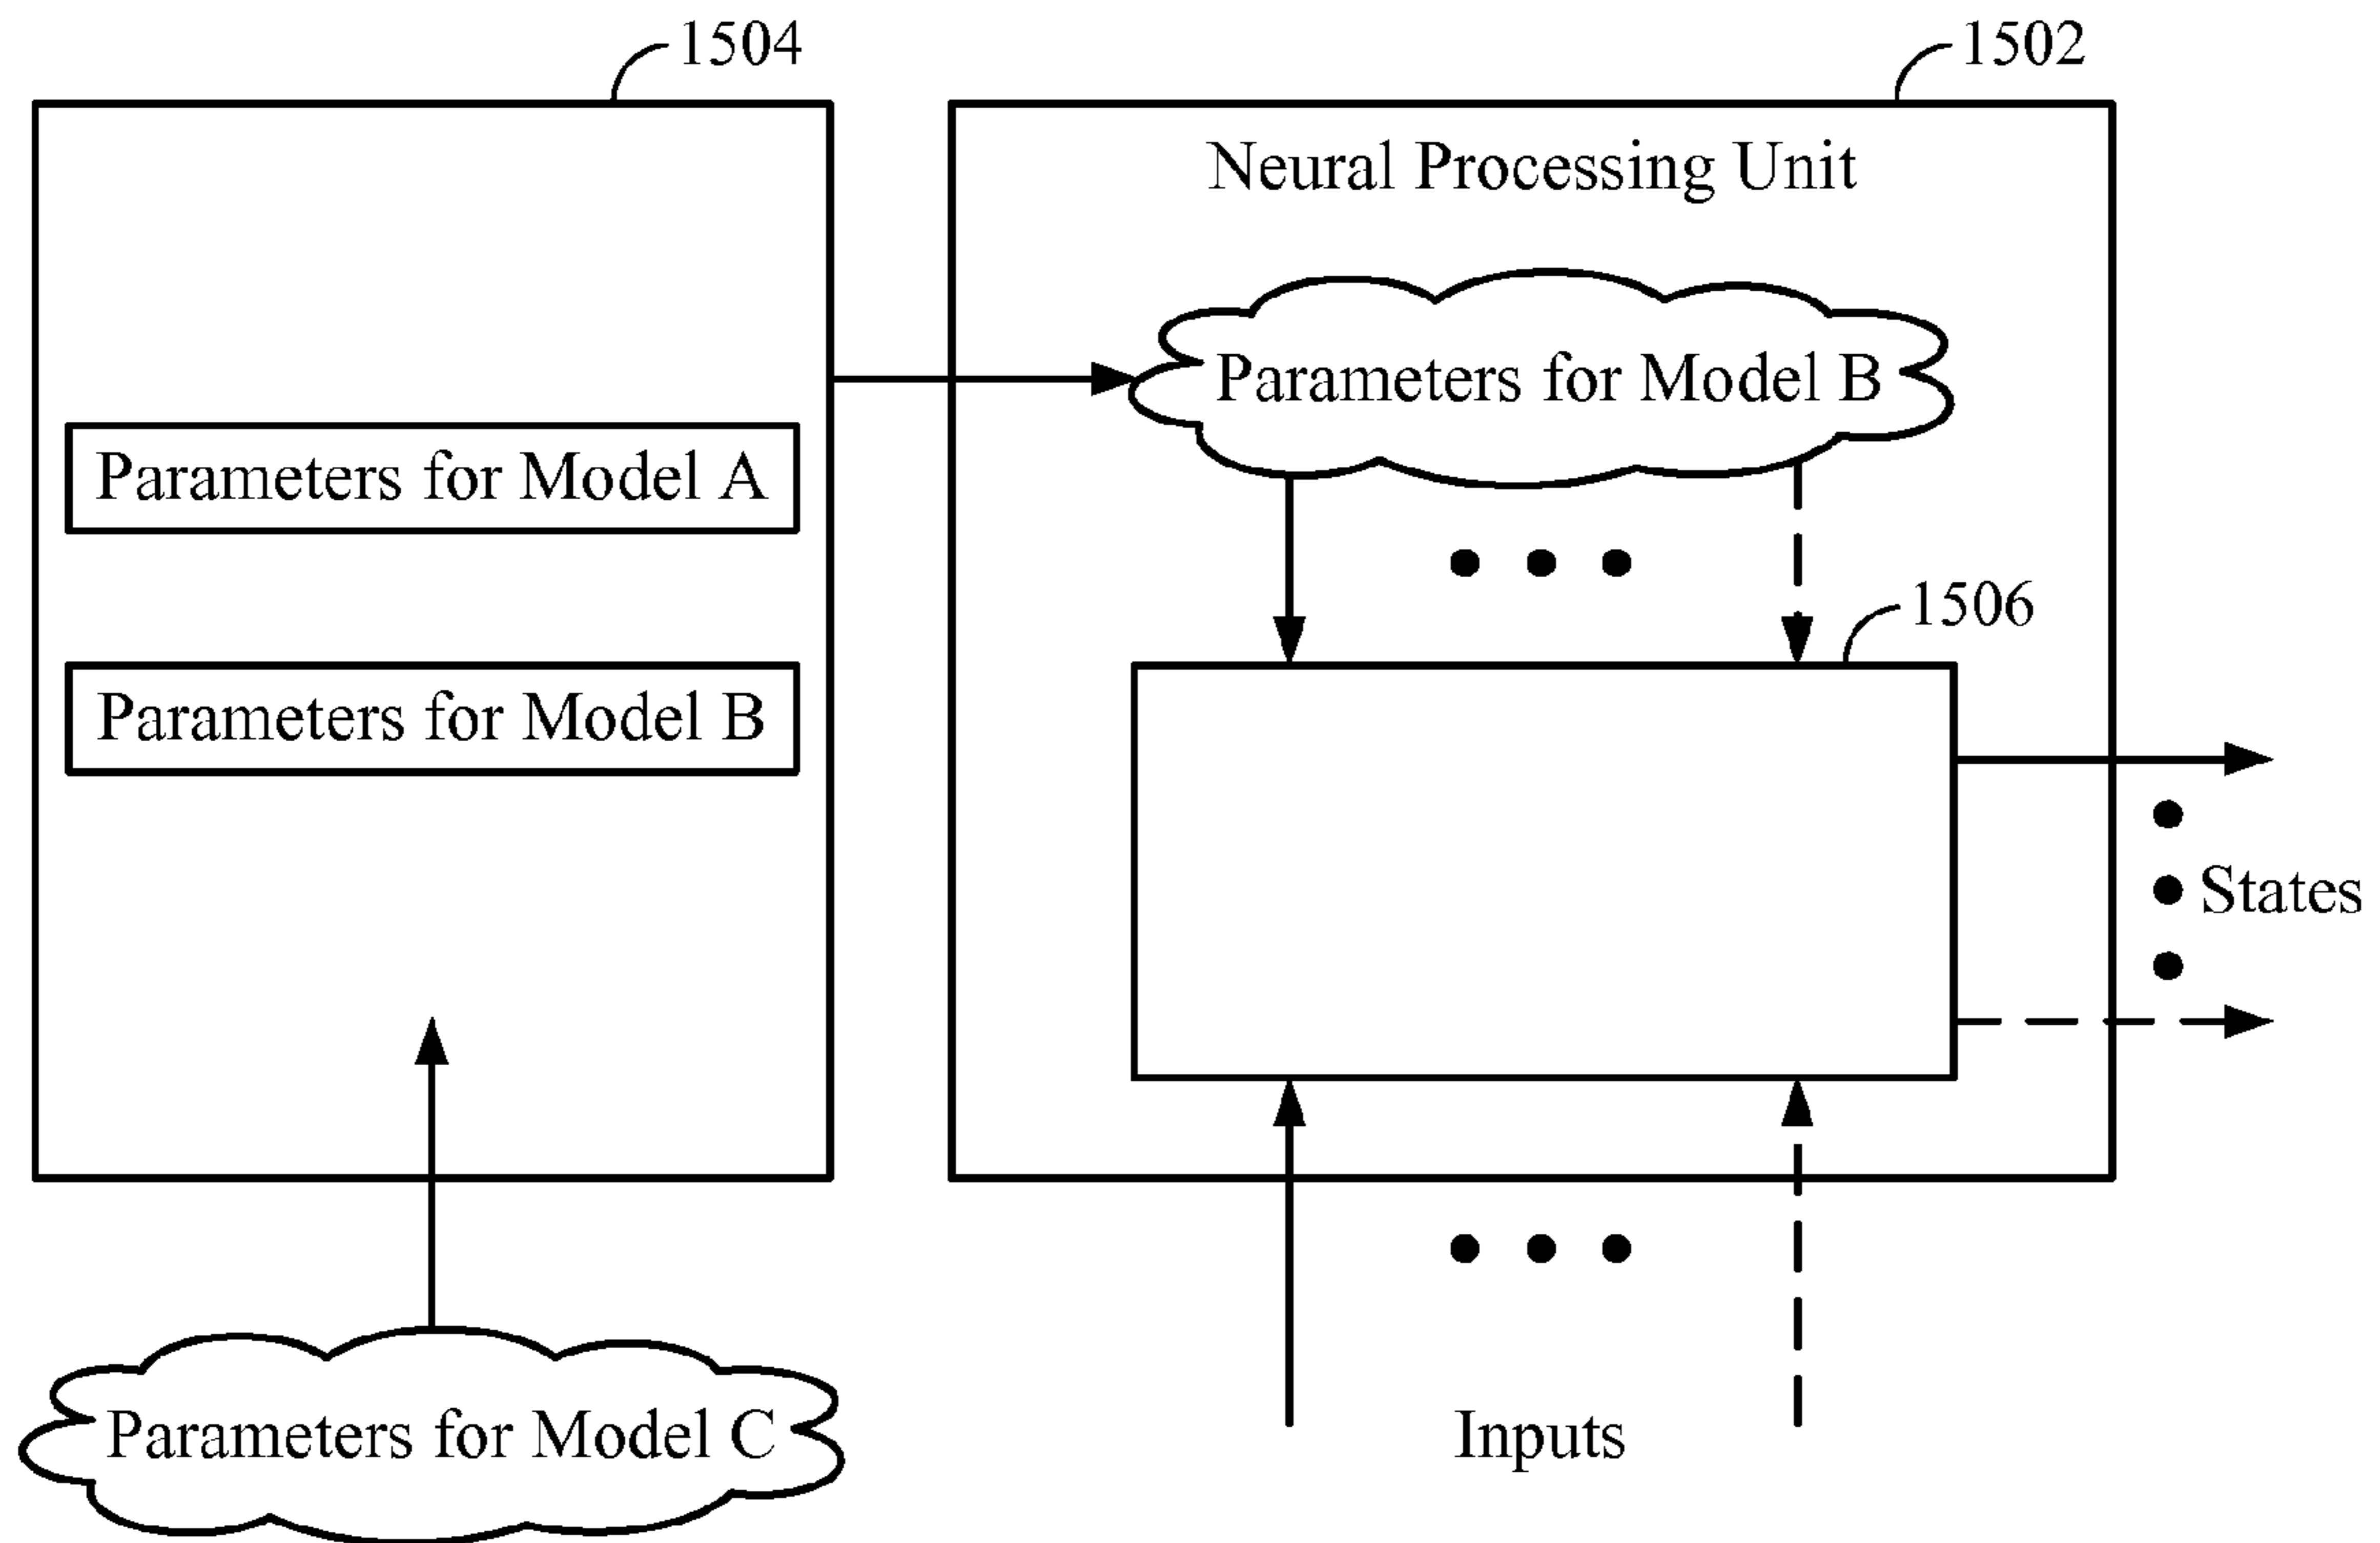 1504
1502
Neural Processing Unit
Parameters for Model B
Parameters for Model A
1506
Parameters for Model B
States
Parameters for Model C
Inputs